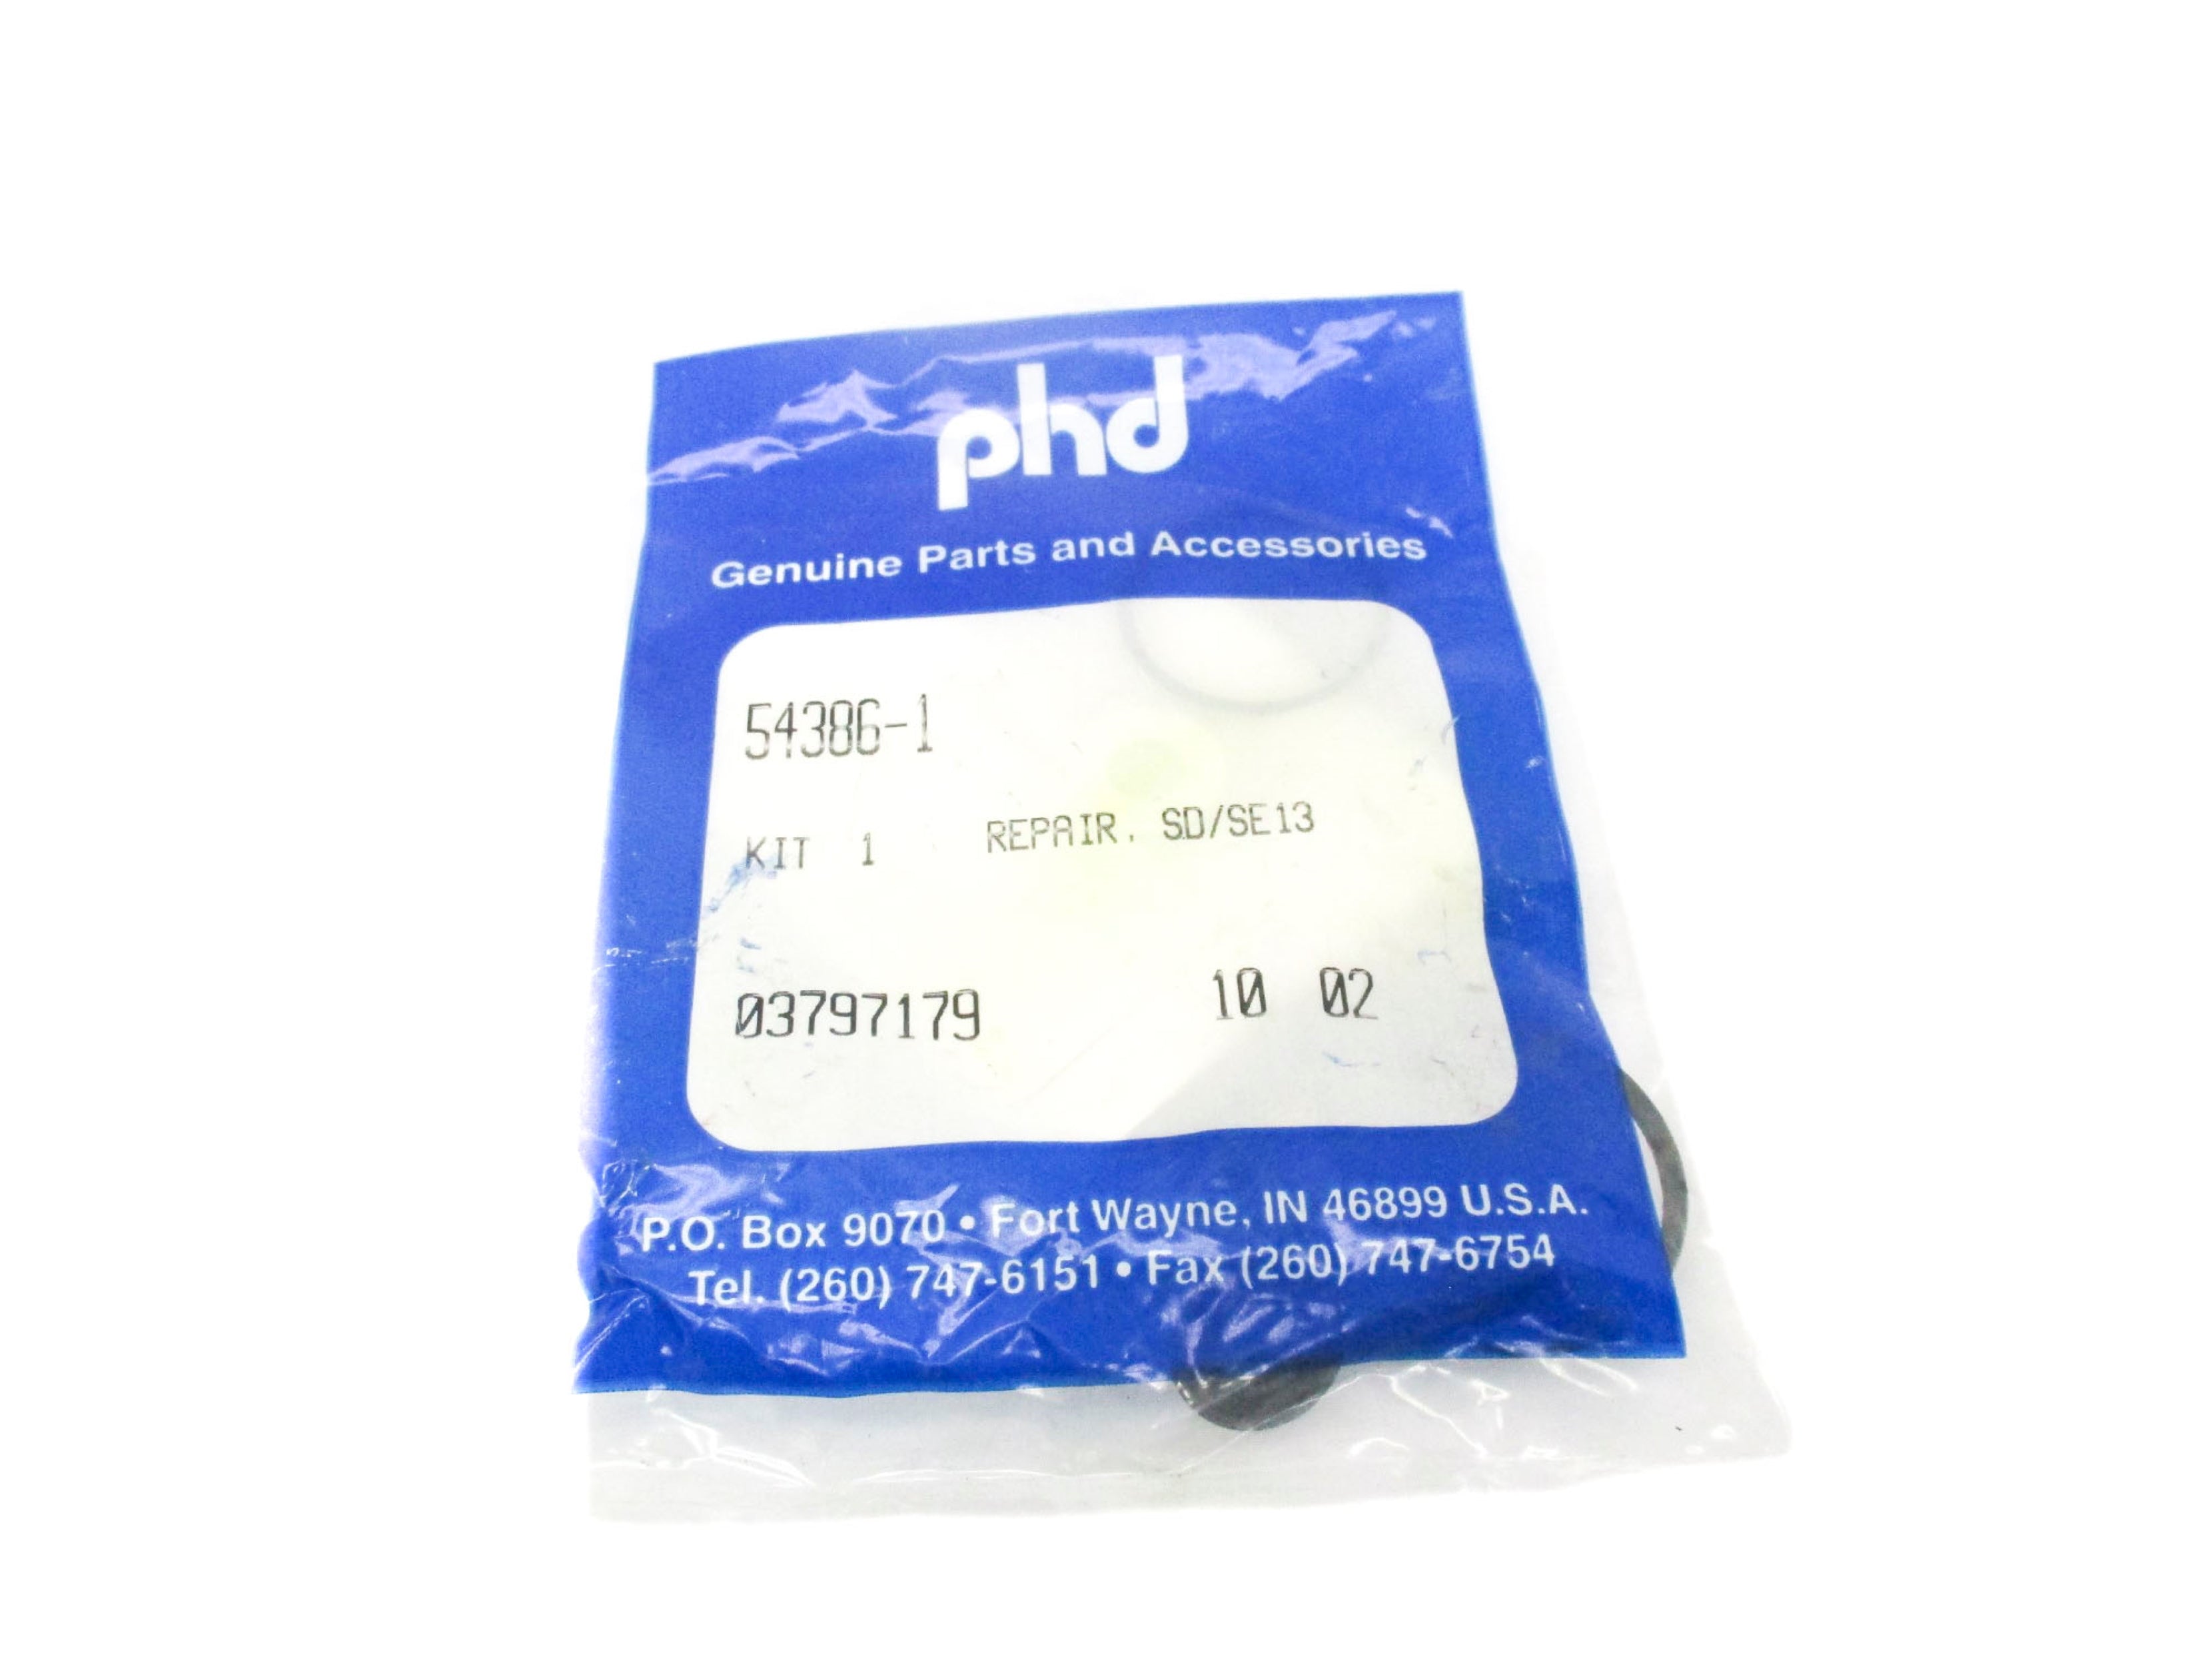 phd
Genuine Parts and Accessories
54386-1
KIT 1 REPAIR, SD/SE13
03797179 10 02
P.O. Box 9070 • Fort Wayne, IN 46899 U.S.A.
Tel. (260) 747-6151 • Fax (260) 747-6754